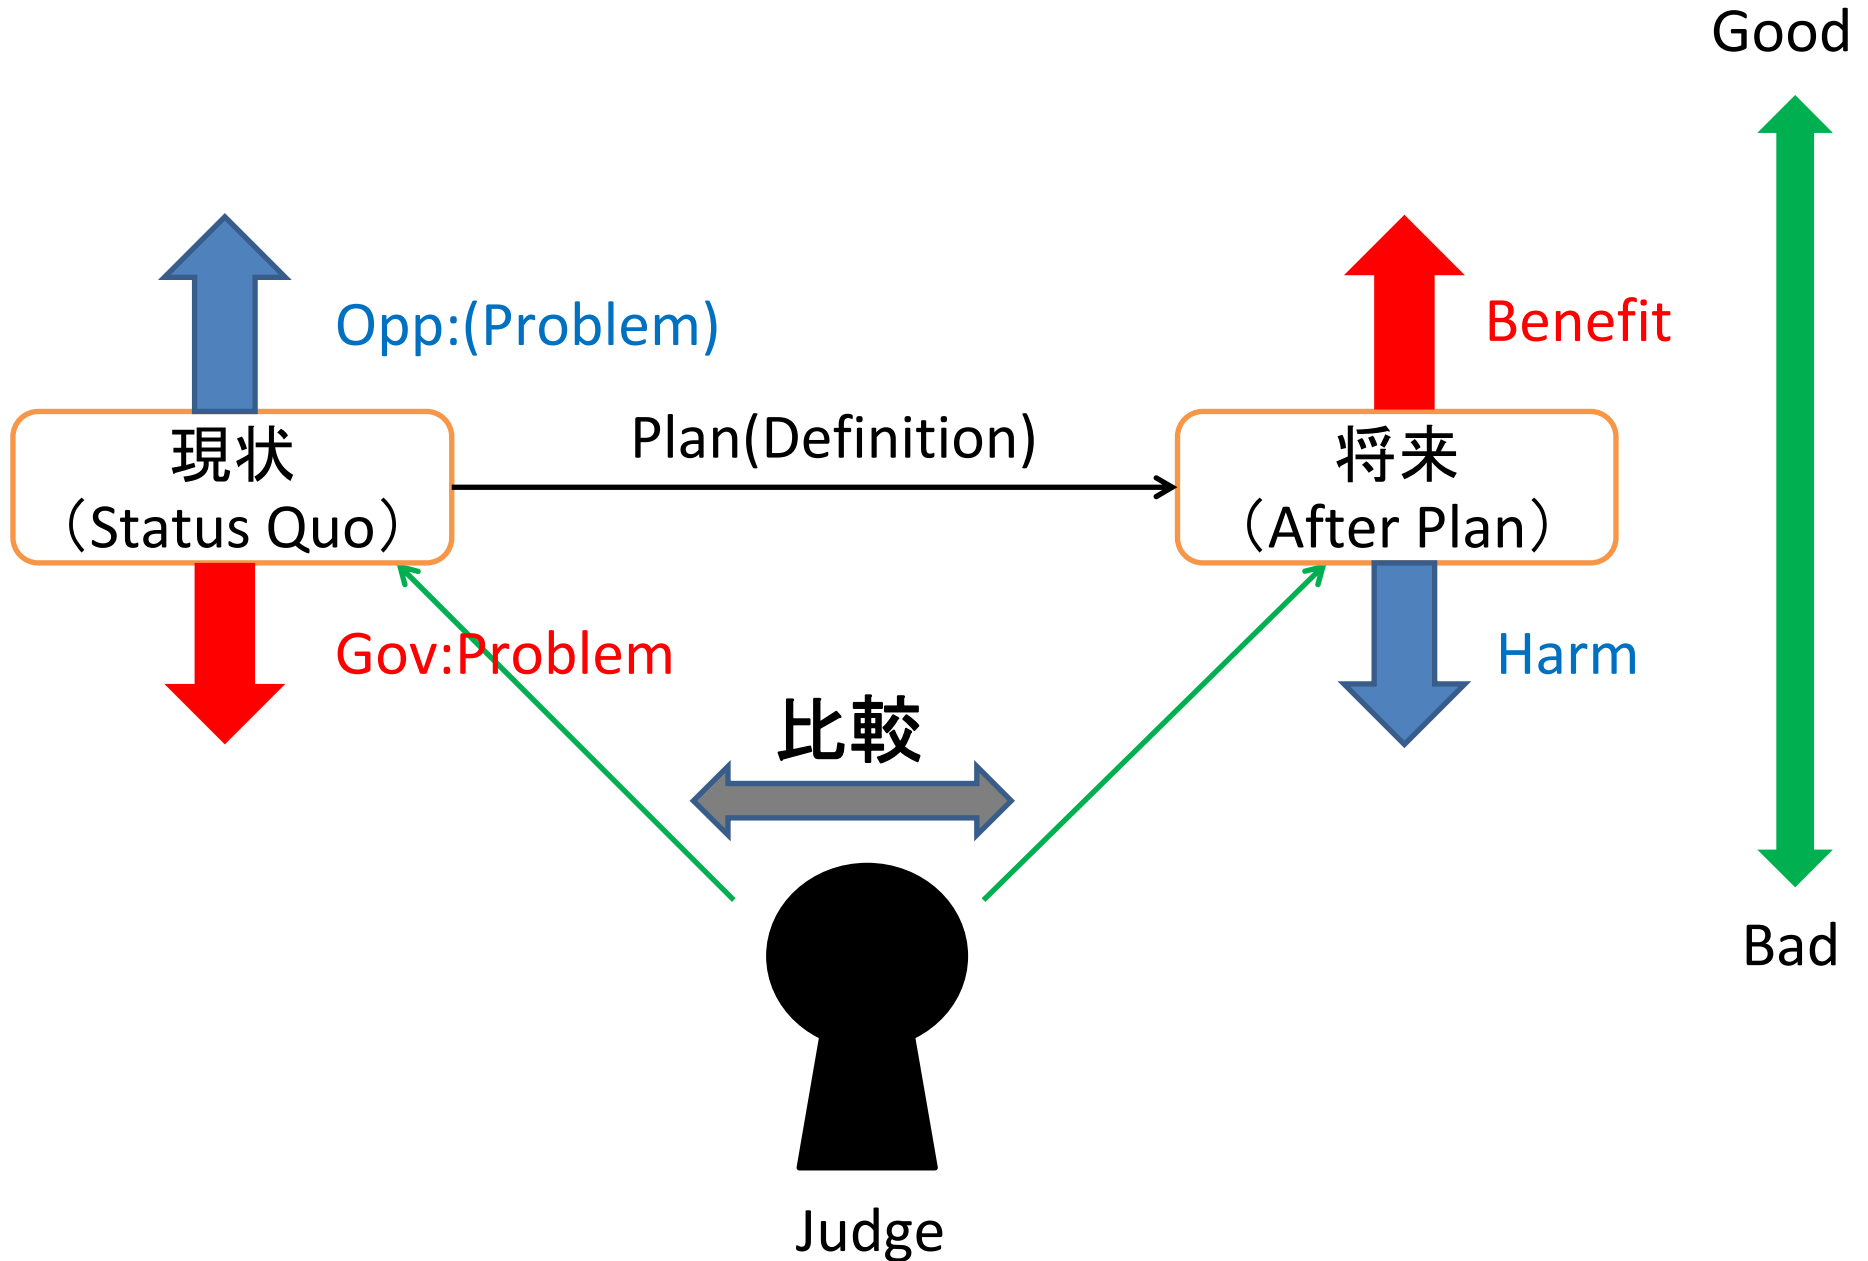 Good
Opp:(Problem)
Benefit
Plan(Definition)
現状
（Status Quo）
将来
（After Plan）
Gov:Problem
Harm
比較
Bad
Judge